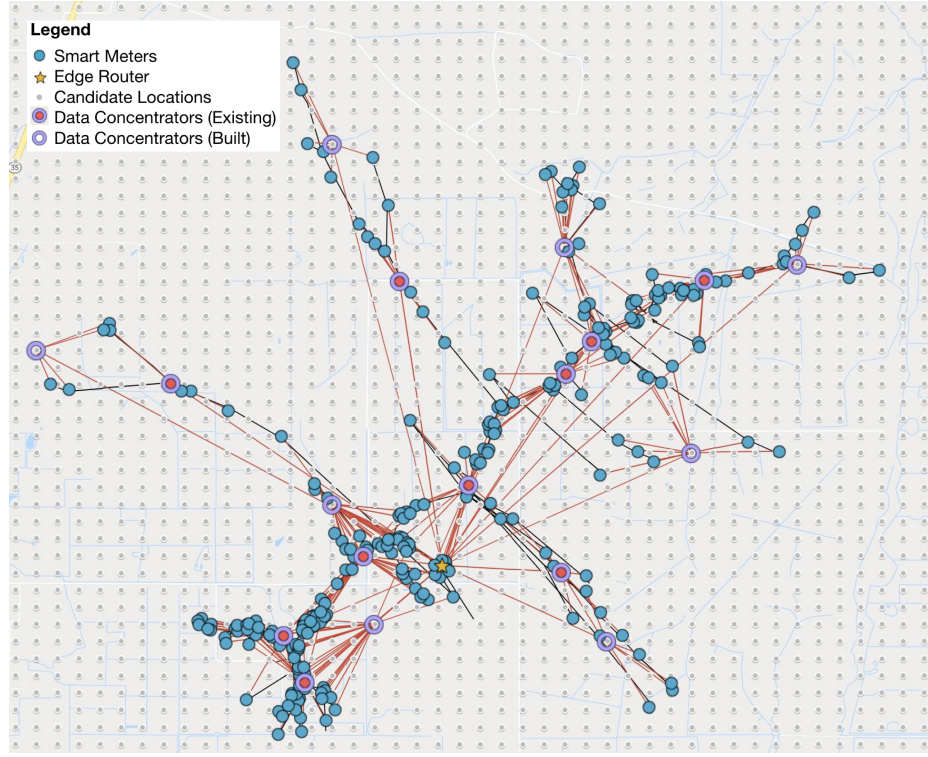 Legend
Smart Meters
Edge Router
Candidate Locations
Data Concentrators (Existing)
Data Concentrators (Built)
35